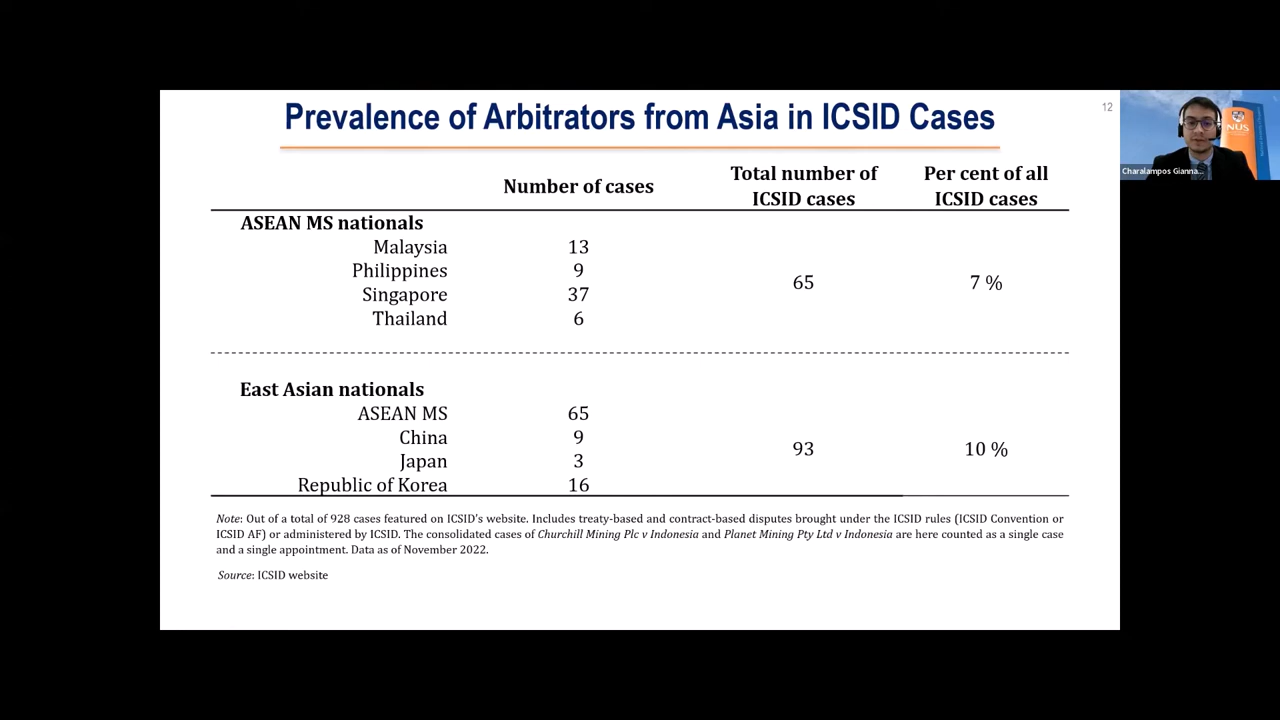 Prevalence of Arbitrators from Asia in ICSID Cases
12
NUS
Charalampos Gianna...
Number of cases
Total number of
ICSID cases
Per cent of all
ICSID cases
ASEAN MS nationals
Malaysia 13
Philippines 9
Singapore 37
Thailand 6
65 7 %
East Asian nationals
ASEAN MS 65
China 9
Japan 3
Republic of Korea 16
93 10 %
Note: Out of a total of 928 cases featured on ICSID's website. Includes treaty-based and contract-based disputes brought under the ICSID rules (ICSID Convention or
ICSID AF) or administered by ICSID. The consolidated cases of Churchill Mining Plc v Indonesia and Planet Mining Pty Ltd v Indonesia are here counted as a single case
and a single appointment. Data as of November 2022.
Source: ICSID website